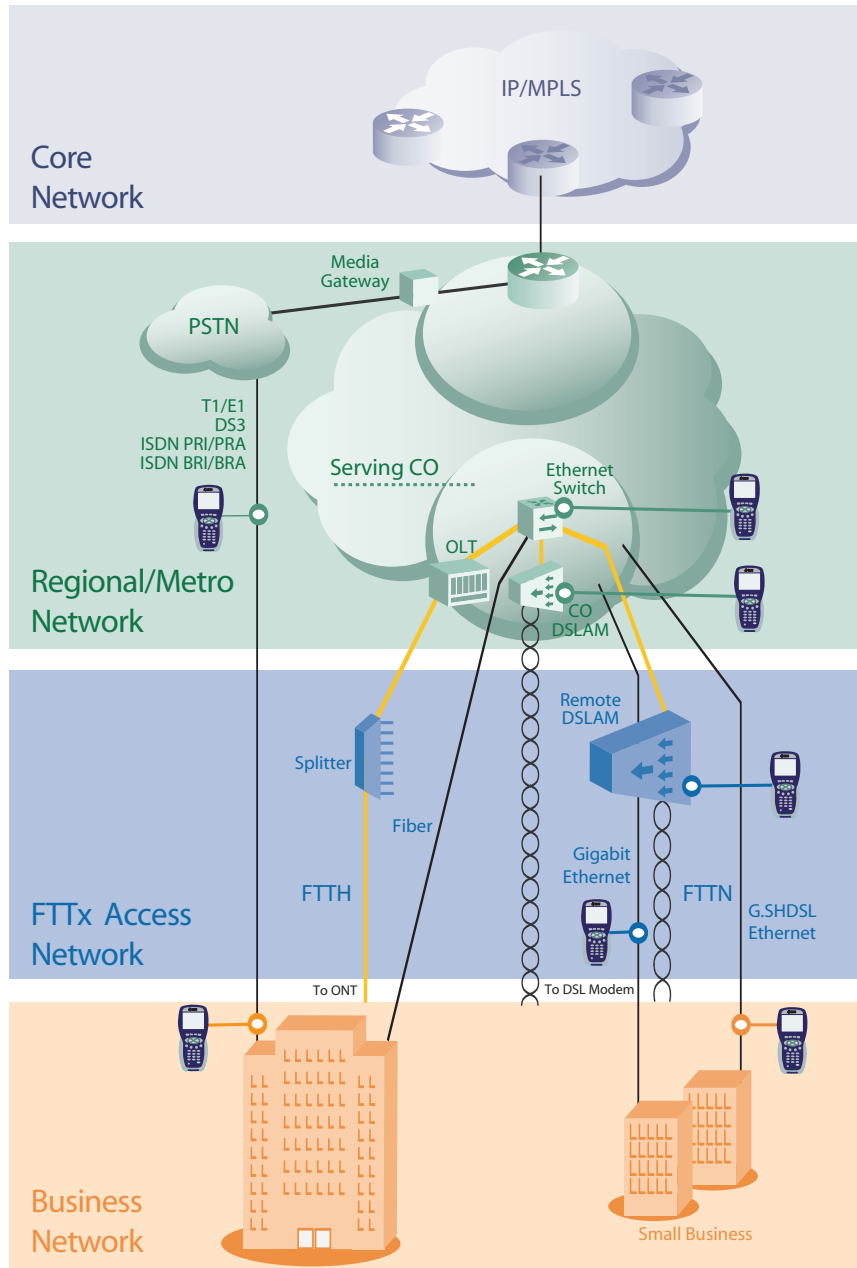 IP/MPLS
Core
Network
Media
Gateway
PSTN
T1/E1
DS3
ISDN PRI/PRA
ISDN BRI/BRA
Serving CO
Ethernet
Switch
OLT
CO
DSLAM
Regional/Metro
Network
Remote
DSLAM
Splitter
Fiber
Gigabit
Ethernet
FTTH
FTTN
G.SHDSL
Ethernet
FTTx Access
Network
To ONT
To DSL Modem
Business
Network
Small Business